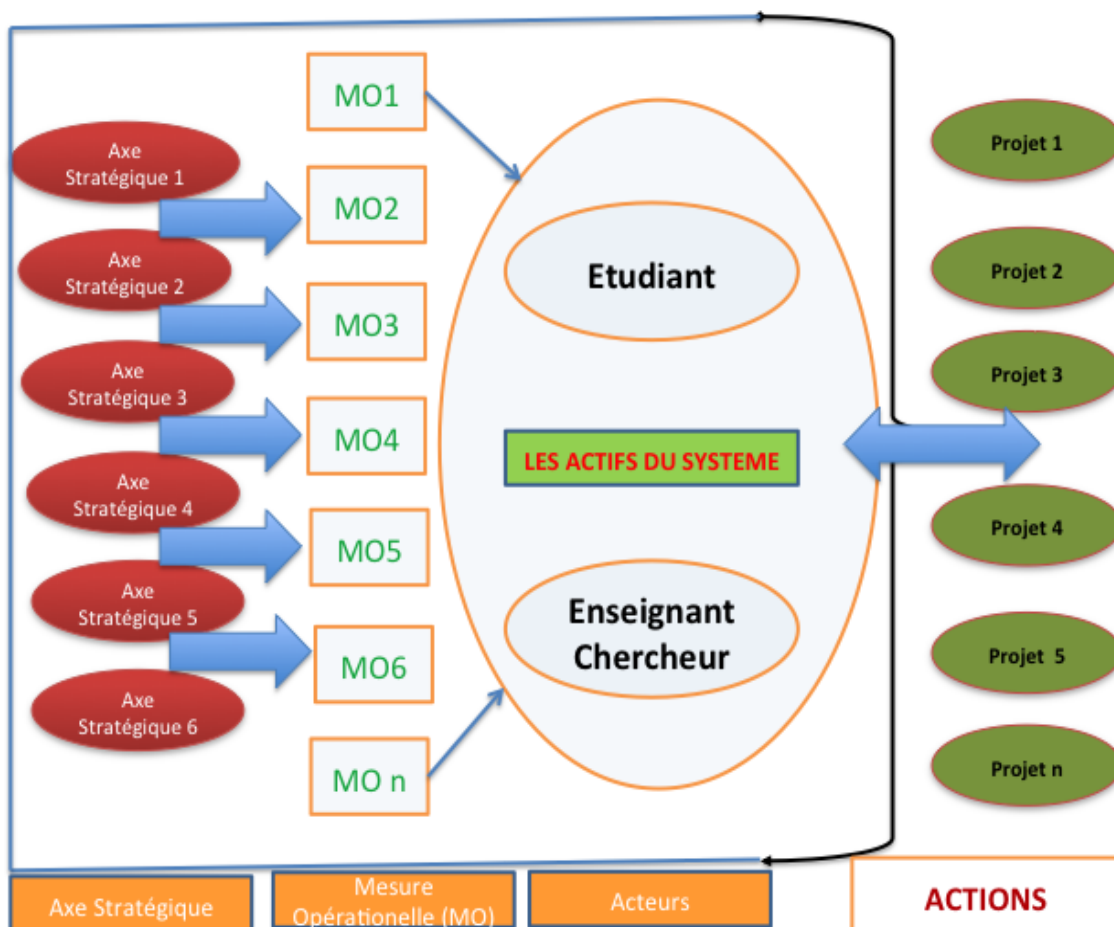 Axe
Stratégique 1
Axe
Stratégique 2
Axe
Stratégique 3
Axe
Stratégique 4
Axe
Stratégique 5
Axe
Stratégique 6
MO1
MO2
MO3
MO4
MO5
MO6
MO n
Etudiant
LES ACTIFS DU SYSTEME
Enseignant
Chercheur
Projet 1
Projet 2
Projet 3
Projet 4
Projet 5
Projet n
Axe Stratégique
Mesure
Opérationelle (MO)
Acteurs
ACTIONS